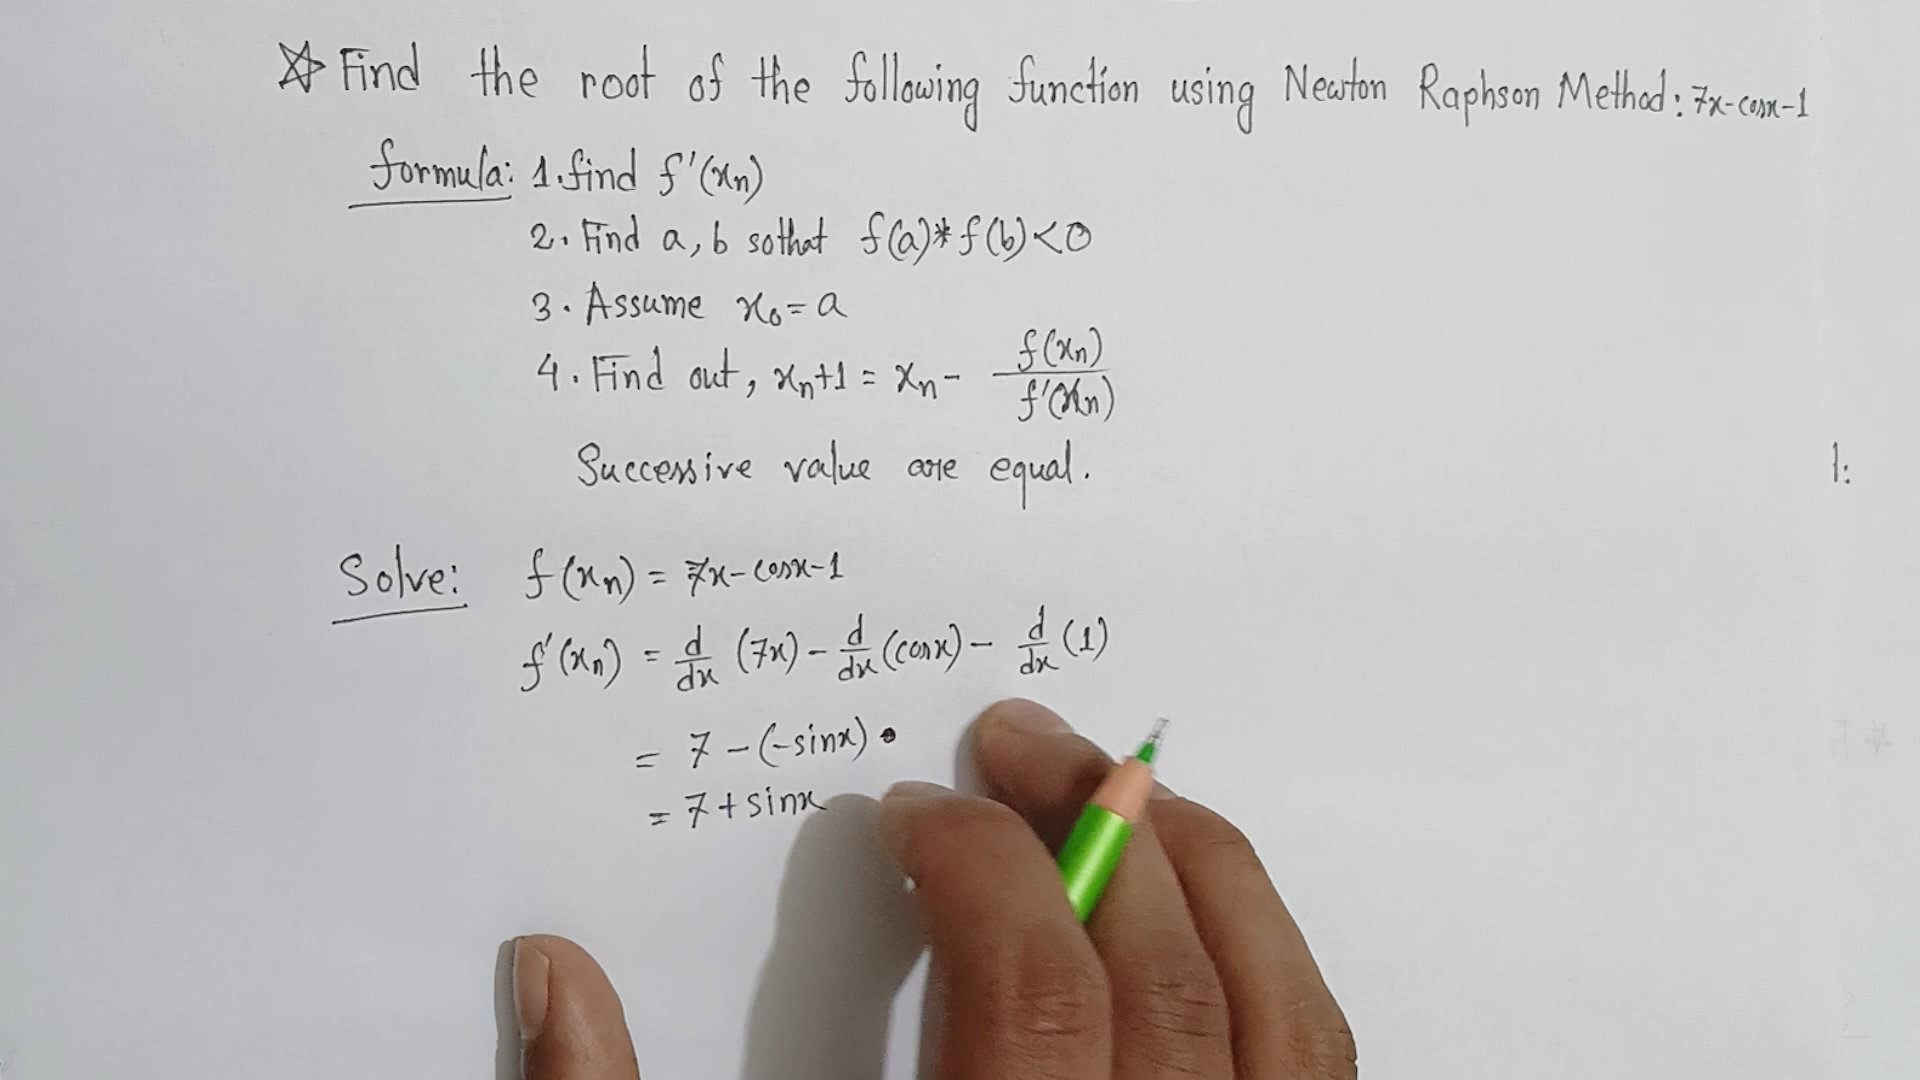 ☆ Find the root of the following function using Newton Raphson Method: 7x-cosx-1
formula: 1. find f'(xn)
2. Find a, b sothat f(a)*f(b)<0
3. Assume x0=a
4. Find out, xn+1 = xn - f(xn)/f'(xn)
Successive value are equal.
1:
Solve: f(xn) = 7x-cosx-1
f'(xn) = d/dx (7x) - d/dx (cosx) - d/dx (1)
= 7-(-sinx)
= 7+sinx